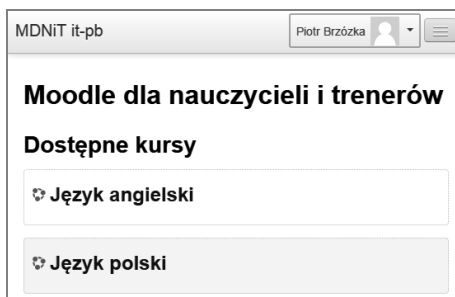 MDNiT it-pb
Piotr Brzózka
Moodle dla nauczycieli i trenerów
Dostępne kursy
Język angielski
Język polski